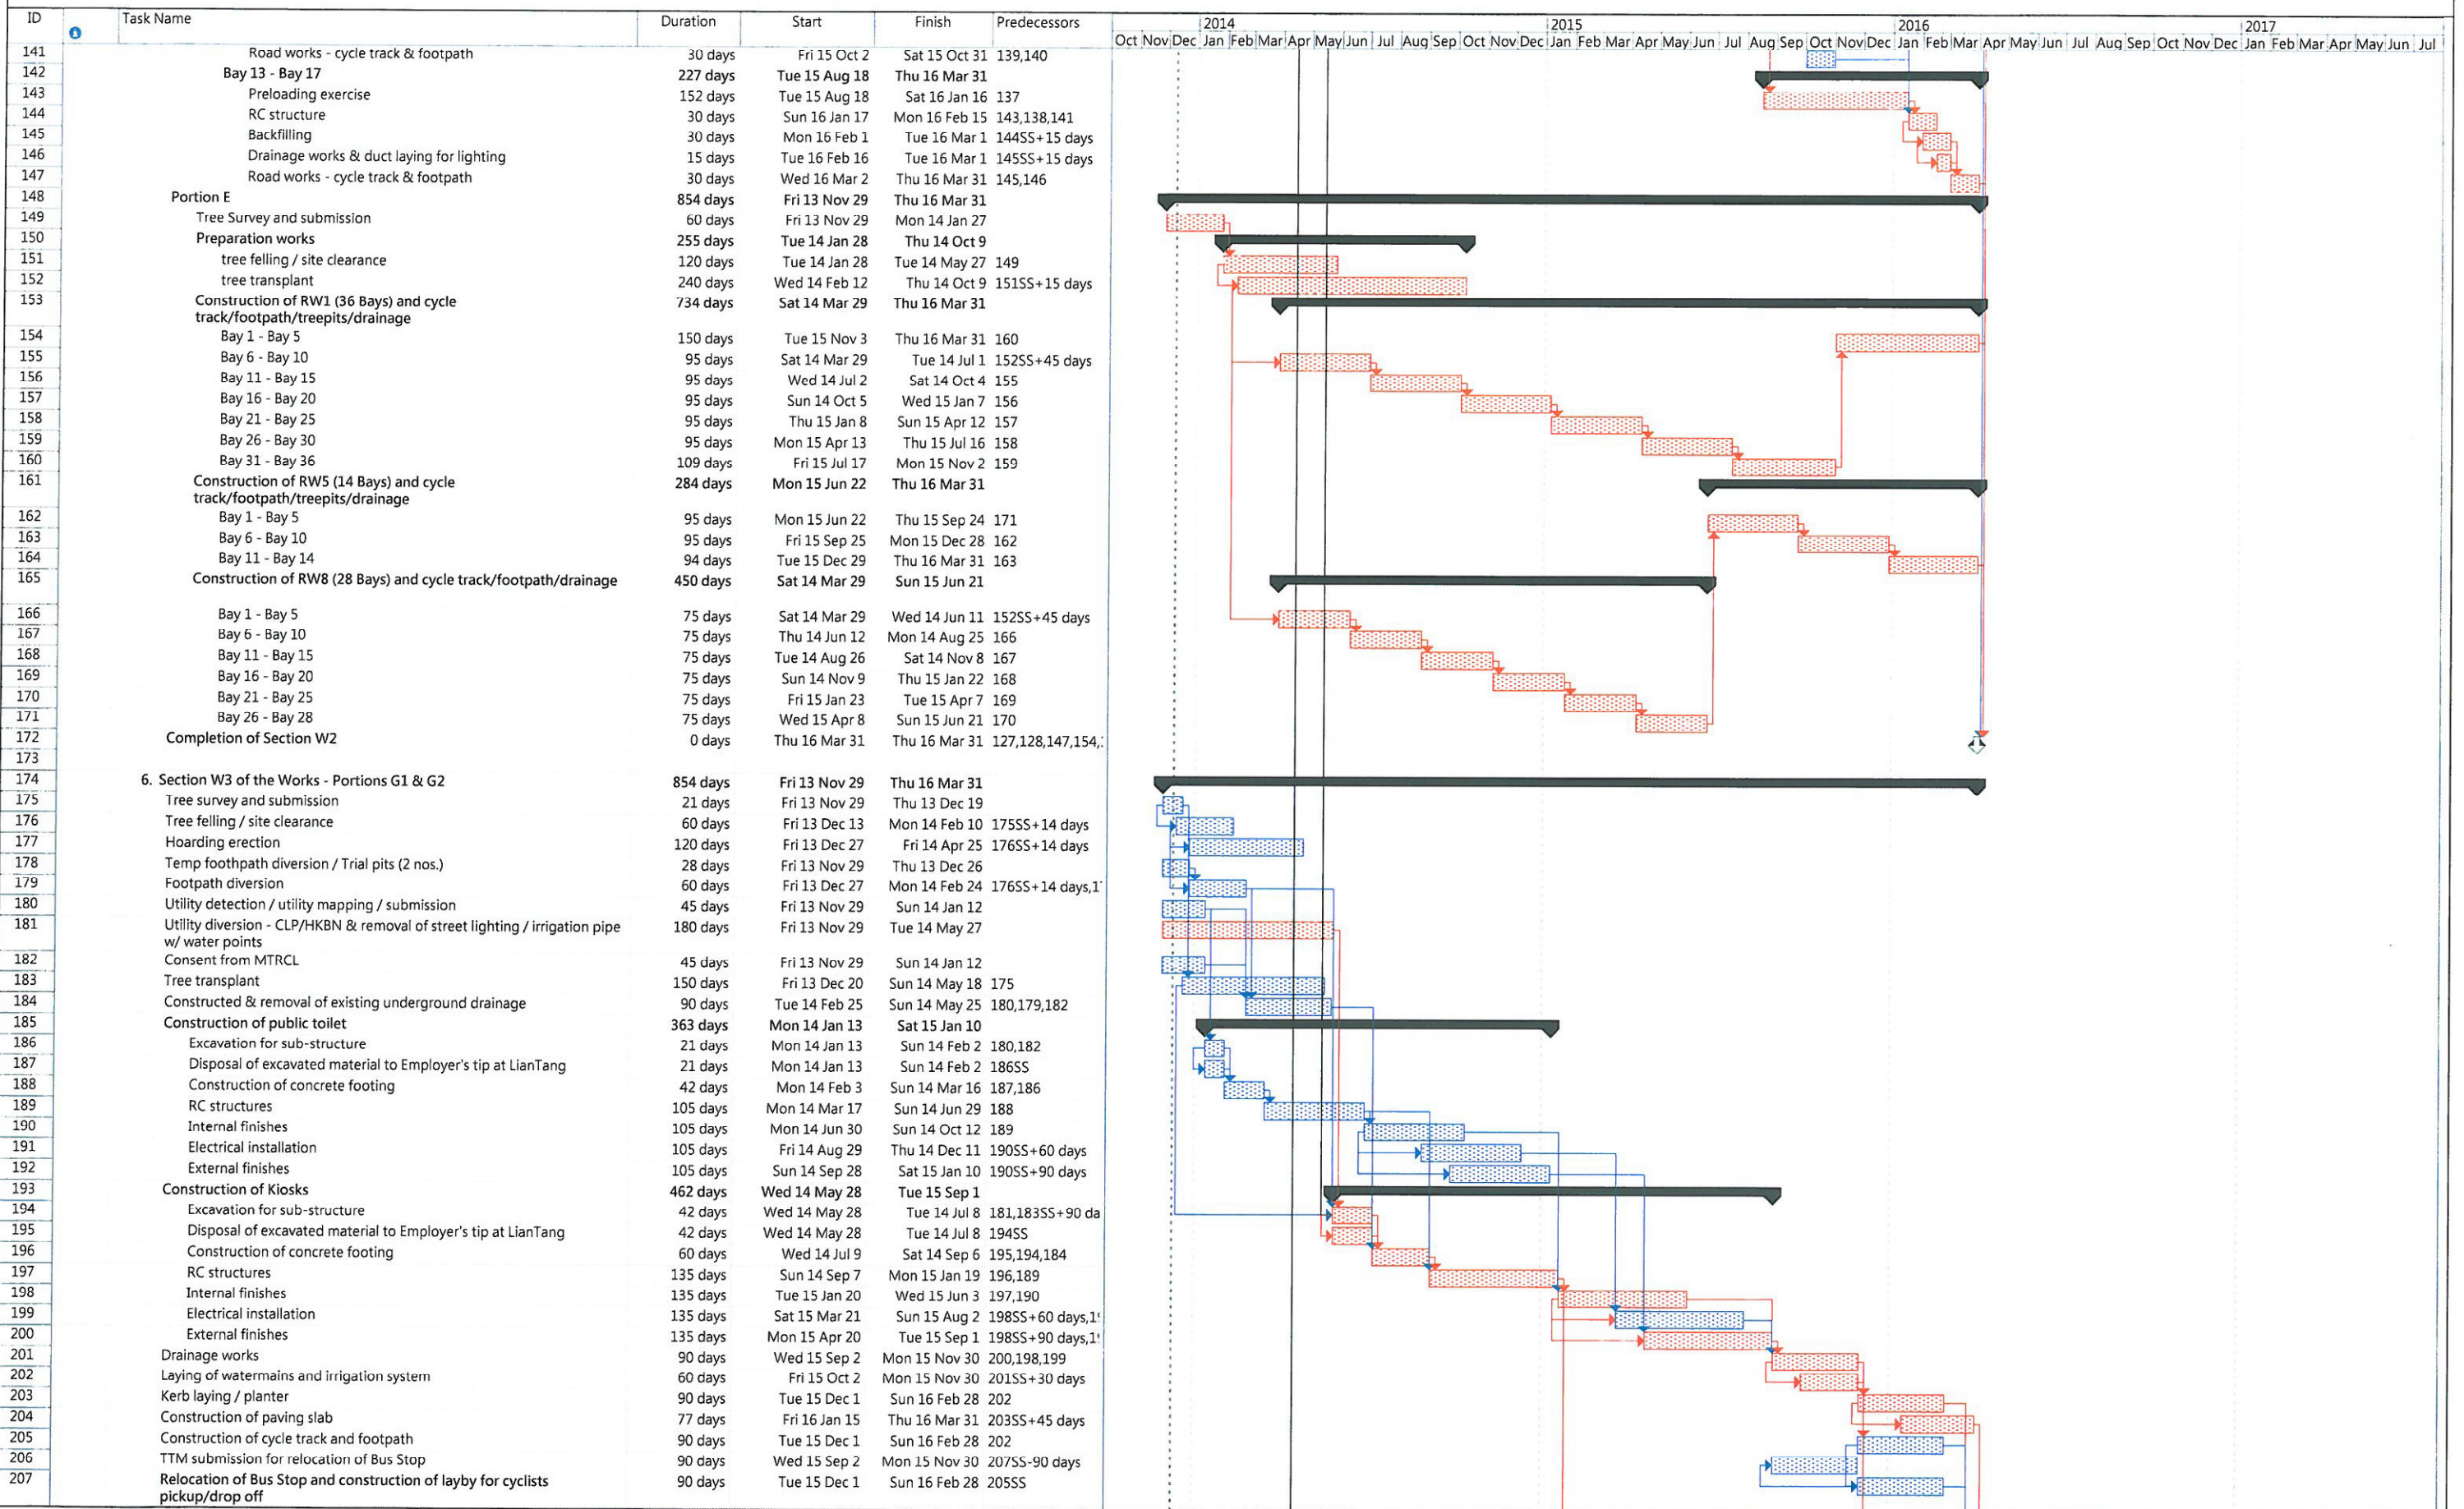 ID Task Name Duration Start Finish Predecessors 2014 2015 2016 2017
Oct Nov Dec Jan Feb Mar Apr May Jun Jul Aug Sep Oct Nov Dec Jan Feb Mar Apr May Jun Jul Aug Sep Oct Nov Dec Jan Feb Mar Apr May Jun Jul Aug Sep Oct Nov Dec Jan Feb Mar Apr May Jun Jul
141 Road works - cycle track & footpath 30 days Fri 15 Oct 2 Sat 15 Oct 31 139,140
142 Bay 13 - Bay 17 227 days Tue 15 Aug 18 Thu 16 Mar 31
143 Preloading exercise 152 days Tue 15 Aug 18 Sat 16 Jan 16 137
144 RC structure 30 days Sun 16 Jan 17 Mon 16 Feb 15 143,138,141
145 Backfilling 30 days Mon 16 Feb 1 Tue 16 Mar 1 144SS+15 days
146 Drainage works & duct laying for lighting 15 days Tue 16 Feb 16 Tue 16 Mar 1 145SS+15 days
147 Road works - cycle track & footpath 30 days Wed 16 Mar 2 Thu 16 Mar 31 145,146
148 Portion E 854 days Fri 13 Nov 29 Thu 16 Mar 31
149 Tree Survey and submission 60 days Fri 13 Nov 29 Mon 14 Jan 27
150 Preparation works 255 days Tue 14 Jan 28 Thu 14 Oct 9
151 tree felling / site clearance 120 days Tue 14 Jan 28 Tue 14 May 27 149
152 tree transplant 240 days Wed 14 Feb 12 Thu 14 Oct 9 151SS+15 days
153 Construction of RW1 (36 Bays) and cycle 734 days Sat 14 Mar 29 Thu 16 Mar 31
track/footpath/treepits/drainage
154 Bay 1 - Bay 5 150 days Tue 15 Nov 3 Thu 16 Mar 31 160
155 Bay 6 - Bay 10 95 days Sat 14 Mar 29 Tue 14 Jul 1 152SS+45 days
156 Bay 11 - Bay 15 95 days Wed 14 Jul 2 Sat 14 Oct 4 155
157 Bay 16 - Bay 20 95 days Sun 14 Oct 5 Wed 15 Jan 7 156
158 Bay 21 - Bay 25 95 days Thu 15 Jan 8 Sun 15 Apr 12 157
159 Bay 26 - Bay 30 95 days Mon 15 Apr 13 Thu 15 Jul 16 158
160 Bay 31 - Bay 36 109 days Fri 15 Jul 17 Mon 15 Nov 2 159
161 Construction of RW5 (14 Bays) and cycle 284 days Mon 15 Jun 22 Thu 16 Mar 31
track/footpath/treepits/drainage
162 Bay 1 - Bay 5 95 days Mon 15 Jun 22 Thu 15 Sep 24 171
163 Bay 6 - Bay 10 95 days Fri 15 Sep 25 Mon 15 Dec 28 162
164 Bay 11 - Bay 14 94 days Tue 15 Dec 29 Thu 16 Mar 31 163
165 Construction of RW8 (28 Bays) and cycle track/footpath/drainage 450 days Sat 14 Mar 29 Sun 15 Jun 21
166 Bay 1 - Bay 5 75 days Sat 14 Mar 29 Wed 14 Jun 11 152SS+45 days
167 Bay 6 - Bay 10 75 days Thu 14 Jun 12 Mon 14 Aug 25 166
168 Bay 11 - Bay 15 75 days Tue 14 Aug 26 Sat 14 Nov 8 167
169 Bay 16 - Bay 20 75 days Sun 14 Nov 9 Thu 15 Jan 22 168
170 Bay 21 - Bay 25 75 days Fri 15 Jan 23 Tue 15 Apr 7 169
171 Bay 26 - Bay 28 75 days Wed 15 Apr 8 Sun 15 Jun 21 170
172 Completion of Section W2 0 days Thu 16 Mar 31 Thu 16 Mar 31 127,128,147,154,
173
174 6. Section W3 of the Works - Portions G1 & G2 854 days Fri 13 Nov 29 Thu 16 Mar 31
175 Tree survey and submission 21 days Fri 13 Nov 29 Thu 13 Dec 19
176 Tree felling / site clearance 60 days Fri 13 Dec 13 Mon 14 Feb 10 175SS+14 days
177 Hoarding erection 120 days Fri 13 Dec 27 Fri 14 Apr 25 176SS+14 days
178 Temp foothpath diversion / Trial pits (2 nos.) 28 days Fri 13 Nov 29 Thu 13 Dec 26
179 Footpath diversion 60 days Fri 13 Dec 27 Mon 14 Feb 24 176SS+14 days,1
180 Utility detection / utility mapping / submission 45 days Fri 13 Nov 29 Sun 14 Jan 12
181 Utility diversion - CLP/HKBN & removal of street lighting / irrigation pipe 180 days Fri 13 Nov 29 Tue 14 May 27
w/ water points
182 Consent from MTRCL 45 days Fri 13 Nov 29 Sun 14 Jan 12
183 Tree transplant 150 days Fri 13 Dec 20 Sun 14 May 18 175
184 Constructed & removal of existing underground drainage 90 days Tue 14 Feb 25 Sun 14 May 25 180,179,182
185 Construction of public toilet 363 days Mon 14 Jan 13 Sat 15 Jan 10
186 Excavation for sub-structure 21 days Mon 14 Jan 13 Sun 14 Feb 2 180,182
187 Disposal of excavated material to Employer's tip at LianTang 21 days Mon 14 Jan 13 Sun 14 Feb 2 186SS
188 Construction of concrete footing 42 days Mon 14 Feb 3 Sun 14 Mar 16 187,186
189 RC structures 105 days Mon 14 Mar 17 Sun 14 Jun 29 188
190 Internal finishes 105 days Mon 14 Jun 30 Sun 14 Oct 12 189
191 Electrical installation 105 days Fri 14 Aug 29 Thu 14 Dec 11 190SS+60 days
192 External finishes 105 days Sun 14 Sep 28 Sat 15 Jan 10 190SS+90 days
193 Construction of Kiosks 462 days Wed 14 May 28 Tue 15 Sep 1
194 Excavation for sub-structure 42 days Wed 14 May 28 Tue 14 Jul 8 181,183SS+90 da
195 Disposal of excavated material to Employer's tip at LianTang 42 days Wed 14 May 28 Tue 14 Jul 8 194SS
196 Construction of concrete footing 60 days Wed 14 Jul 9 Sat 14 Sep 6 195,194,184
197 RC structures 135 days Sun 14 Sep 7 Mon 15 Jan 19 196,189
198 Internal finishes 135 days Tue 15 Jan 20 Wed 15 Jun 3 197,190
199 Electrical installation 135 days Sat 15 Mar 21 Sun 15 Aug 2 198SS+60 days,1
200 External finishes 135 days Mon 15 Apr 20 Tue 15 Sep 1 198SS+90 days,1
201 Drainage works 90 days Wed 15 Sep 2 Mon 15 Nov 30 200,198,199
202 Laying of watermains and irrigation system 60 days Fri 15 Oct 2 Mon 15 Nov 30 201SS+30 days
203 Kerb laying / planter 90 days Tue 15 Dec 1 Sun 16 Feb 28 202
204 Construction of paving slab 77 days Fri 16 Jan 15 Thu 16 Mar 31 203SS+45 days
205 Construction of cycle track and footpath 90 days Tue 15 Dec 1 Sun 16 Feb 28 202
206 TTM submission for relocation of Bus Stop 90 days Wed 15 Sep 2 Mon 15 Nov 30 207SS-90 days
207 Relocation of Bus Stop and construction of layby for cyclists 90 days Tue 15 Dec 1 Sun 16 Feb 28 205SS
pickup/drop off